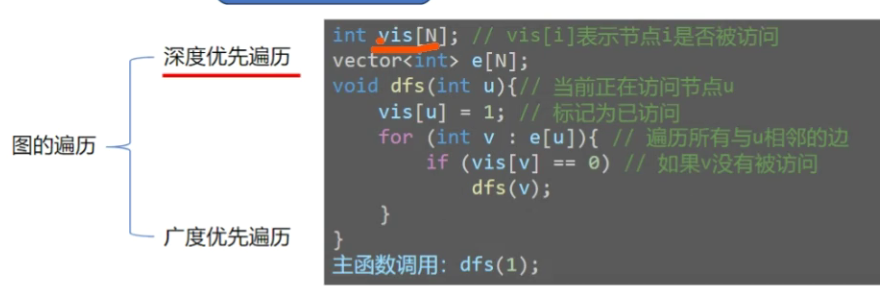 图的遍历
深度优先遍历
广度优先遍历
int vis[N]; // vis[i]表示节点i是否被访问
vector<int> e[N];
void dfs(int u){// 当前正在访问节点u
    vis[u] = 1; // 标记为已访问
    for (int v : e[u]){ // 遍历所有与u相邻的边
        if (vis[v] == 0) // 如果v没有被访问
            dfs(v);
    }
}
主函数调用: dfs(1);